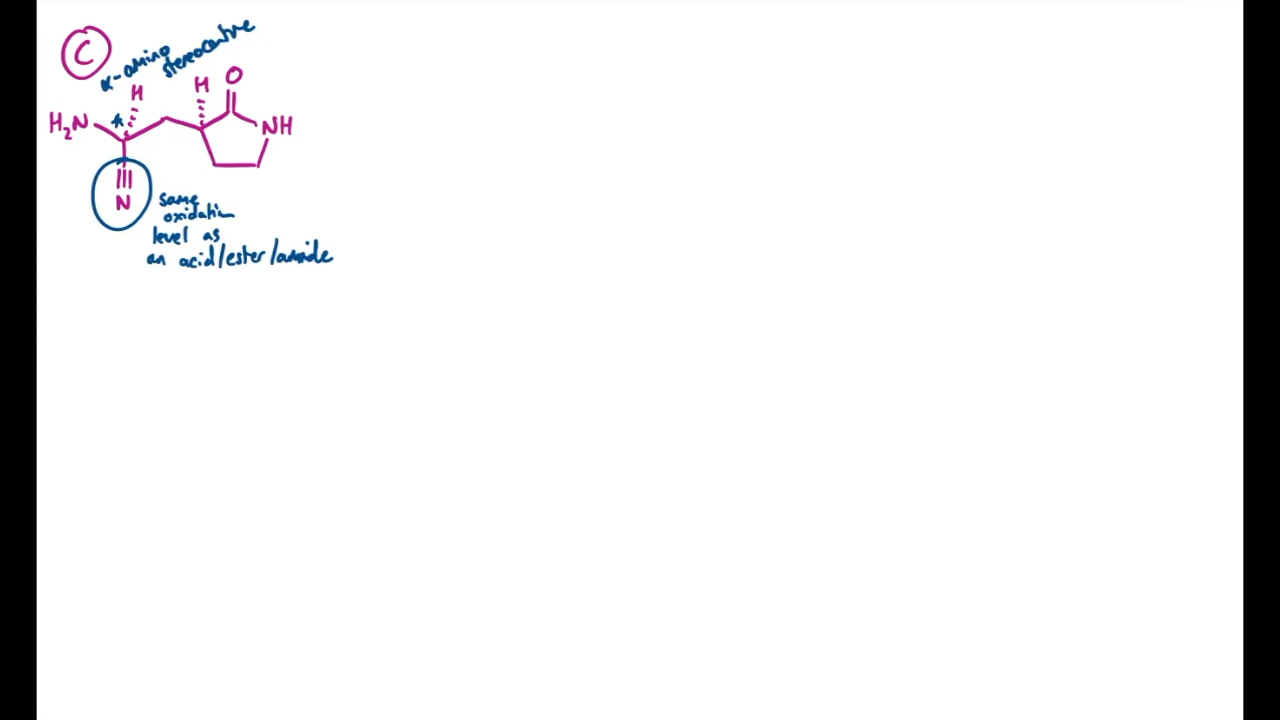 C
α-amino
stereocentre
H
H
O
H₂N
*
NH
N
same
oxidation
level as
an acid/ester/amide